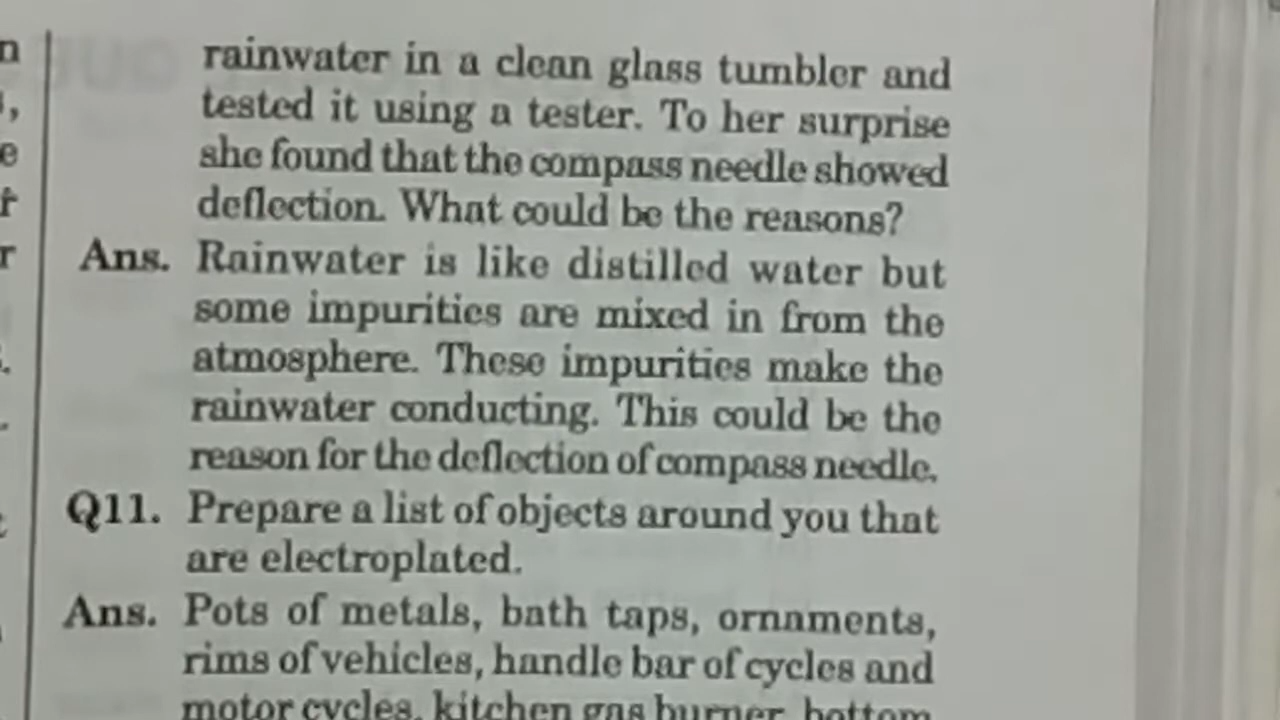 rainwater in a clean glass tumbler and
tested it using a tester. To her surprise
she found that the compass needle showed
deflection. What could be the reasons?
Ans. Rainwater is like distilled water but
some impurities are mixed in from the
atmosphere. These impurities make the
rainwater conducting. This could be the
reason for the deflection of compass needle.
Q11. Prepare a list of objects around you that
are electroplated.
Ans. Pots of metals, bath taps, ornaments,
rims of vehicles, handle bar of cycles and
motor cycles, kitchen gas burner, bottom